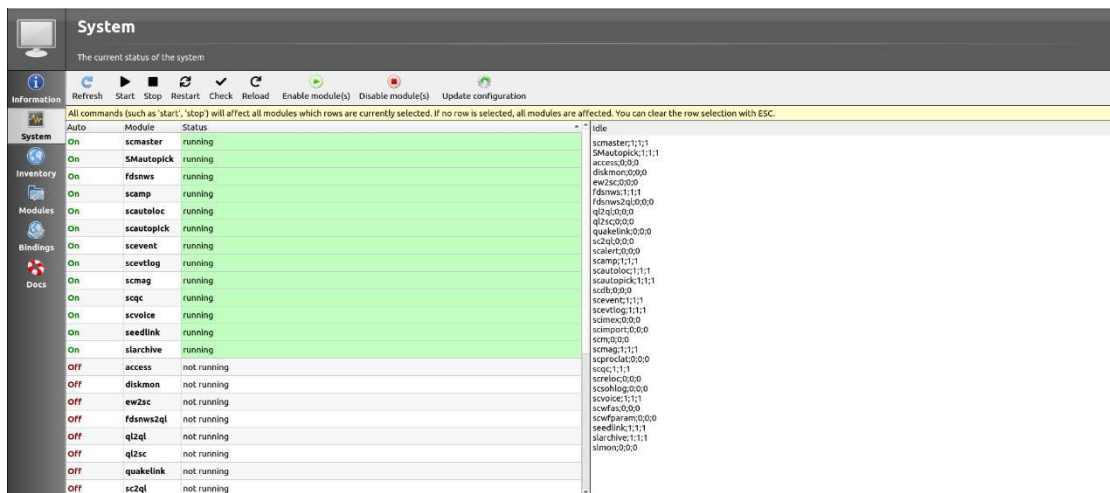 System
The current status of the system
Information
System
Inventory
Modules
Bindings
Docs
Refresh Start Stop Restart Check Reload Enable module(s) Disable module(s) Update configuration
All commands (such as 'start', 'stop') will affect all modules which rows are currently selected. If no row is selected, all modules are affected. You can clear the row selection with ESC.
Auto Module Status
On scmaster running
On SMautopick running
On fdsnws running
On scamp running
On scautoloc running
On scautopick running
On scevent running
On scevtlog running
On scmag running
On scqc running
On scvoice running
On seedlink running
On slarchive running
Off access not running
Off diskmon not running
Off ew2sc not running
Off fdsnws2ql not running
Off ql2ql not running
Off ql2sc not running
Off quakelink not running
Off sc2ql not running
Idle
scmaster;1;1;1
SMautopick;1;1;1
access;0;0;0
diskmon;0;0;0
ew2sc;0;0;0
fdsnws;1;1;1
fdsnws2ql;0;0;0
ql2ql;0;0;0
ql2sc;0;0;0
quakelink;0;0;0
sc2ql;0;0;0
scalert;0;0;0
scamp;1;1;1
scautoloc;1;1;1
scautopick;1;1;1
scdb;0;0;0
scevent;1;1;1
scevtlog;1;1;1
scimex;0;0;0
scimport;0;0;0
scm;0;0;0
scmag;1;1;1
scproclat;0;0;0
scqc;1;1;1
screloc;0;0;0
scsohlog;0;0;0
scvoice;1;1;1
scwfas;0;0;0
scwfparam;0;0;0
seedlink;1;1;1
slarchive;1;1;1
slmon;0;0;0